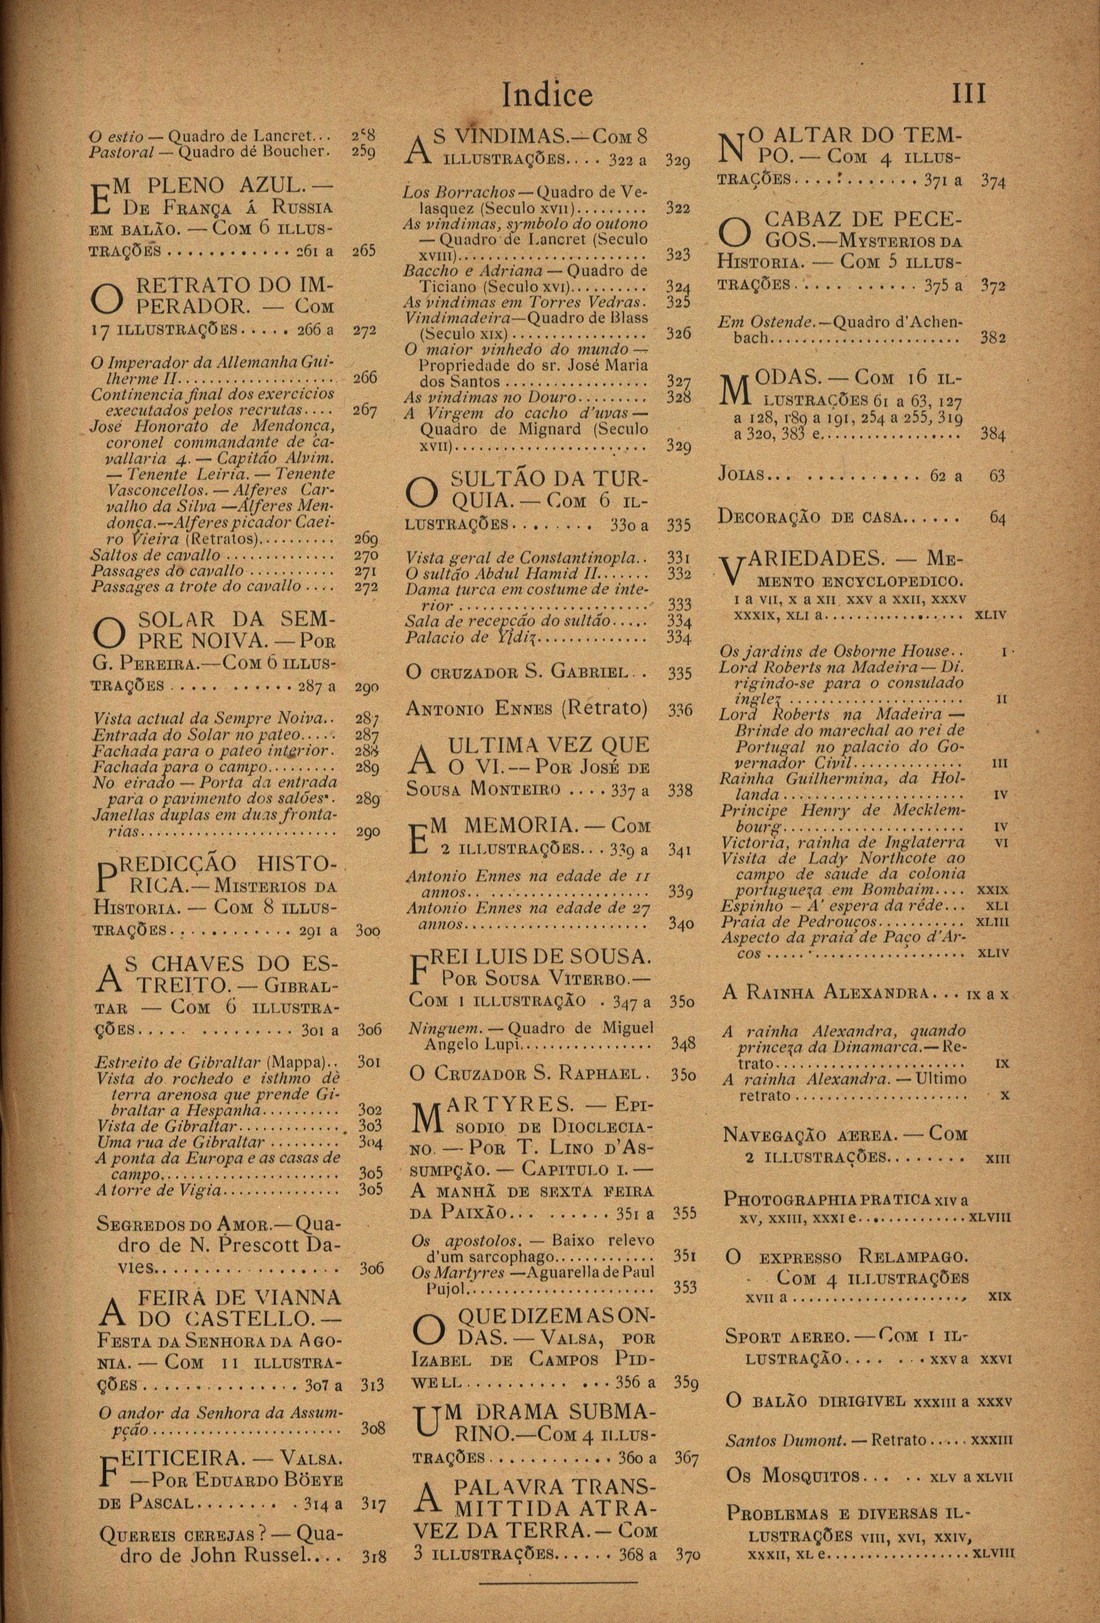 Indice
III
O estio — Quadro de Lancret... 258
Pastoral — Quadro dé Boucher. 259
EM PLENO AZUL. —
DE FRANÇA Á RUSSIA
EM BALÃO. — COM 6 ILLUS-
TRAÇÕES ............ 261 a 265
O RETRATO DO IM-
PERADOR. — COM
17 ILLUSTRAÇÕES..... 266 a 272
O Imperador da Allemanha Gui-
lherme II.................... 266
Continencia final dos exercicios
executados pelos recrutas.... 267
José Honorato de Mendonça,
coronel commandante de ca-
vallaria 4. — Capitão Alvim.
— Tenente Leiria. — Tenente
Vasconcellos. — Alferes Car-
valho da Silva — Alferes Men-
donça. — Alferes picador Caei-
ro Vieira (Retratos).......... 269
Saltos de cavallo .............. 270
Passages do cavallo ........... 271
Passages a trote do cavallo .... 272
O SOLAR DA SEM-
PRE NOIVA. — POR
G. PEREIRA. — COM 6 ILLUS-
TRAÇÕES ............ 287 a 290
Vista actual da Sempre Noiva.. 287
Entrada do Solar no pateo..... 287
Fachada para o pateo interior. 288
Fachada para o campo......... 289
No eirado — Porta da entrada
para o pavimento dos salões. 289
Janellas duplas em duas fronta-
rias......................... 290
PREDICÇÃO HISTO-
RICA. — MISTERIOS DA
HISTORIA. — COM 8 ILLUS-
TRAÇÕES............ 291 a 300
AS CHAVES DO ES-
TREITO. — GIBRAL-
TAR — COM 6 ILLUSTRA-
ÇÕES..... ......... 301 a 306
Estreito de Gibraltar (Mappa).. 301
Vista do rochedo e isthmo de
terra arenosa que prende Gi-
braltar a Hespanha.......... 302
Vista de Gibraltar............. 303
Uma rua de Gibraltar ......... 304
A ponta da Europa e as casas de
campo....................... 305
A torre de Vigia............... 305
SEGREDOS DO AMOR. — Qua-
dro de N. Prescott Da-
vies.................. 306
A FEIRA DE VIANNA
DO CASTELLO. —
FESTA DA SENHORA DA AGO-
NIA. — COM 11 ILLUSTRA-
ÇÕES............... 307 a 313
O andor da Senhora da Assum-
pção........................ 308
FEITICEIRA. — VALSA.
— POR EDUARDO BÖEYE
DE PASCAL......... 314 a 317
QUEREIS CEREJAS? — Qua-
dro de John Russel.... 318
AS VINDIMAS. — COM 8
ILLUSTRAÇÕES.... 322 a 329
Los Borrachos — Quadro de Ve-
lasquez (Seculo XVII)......... 322
As vindimas, symbolo do outono
— Quadro de Lancret (Seculo
XVIII)........................ 323
Baccho e Adriana — Quadro de
Ticiano (Seculo XVI).......... 324
As vindimas em Torres Vedras. 325
Vindimadeira — Quadro de Blass
(Seculo XIX) ................. 326
O maior vinhedo do mundo —
Propriedade do sr. José Maria
dos Santos .................. 327
As vindimas no Douro......... 328
A Virgem do cacho d'uvas —
Quadro de Mignard (Seculo
XVII)........................ 329
O SULTÃO DA TUR-
QUIA. — COM 6 IL-
LUSTRAÇÕES........ 330 a 335
Vista geral de Constantinopla.. 331
O sultão Abdul Hamid II....... 332
Dama turca em costume de inte-
rior ........................ 333
Sala de recepção do sultão..... 334
Palacio de Yldiz.............. 334
O CRUZADOR S. GABRIEL.. 335
ANTONIO ENNES (Retrato) 336
A ULTIMA VEZ QUE
O VI. — POR JOSÉ DE
SOUSA MONTEIRO .... 337 a 338
EM MEMORIA. — COM
2 ILLUSTRAÇÕES... 339 a 341
Antonio Ennes na edade de 11
annos....................... 339
Antonio Ennes na edade de 27
annos....................... 340
FREI LUIS DE SOUSA.
POR SOUSA VITERBO. —
COM 1 ILLUSTRAÇÃO . 347 a 350
Ninguem. — Quadro de Miguel
Angelo Lupi................ 348
O CRUZADOR S. RAPHAEL. 350
MARTYRES. — EPI-
SODIO DE DIOCLECIA-
NO. — POR T. LINO D'AS-
SUMPÇÃO. — CAPITULO I. —
A MANHÃ DE SEXTA FEIRA
DA PAIXÃO... ....... 351 a 355
Os apostolos. — Baixo relevo
d'um sarcophago............. 351
Os Martyres — Aguarella de Paul
Pujol....................... 353
O QUE DIZEM AS ON-
DAS. — VALSA, POR
IZABEL DE CAMPOS PID-
WELL.......... ... 356 a 359
UM DRAMA SUBMA-
RINO. — COM 4 ILLUS-
TRAÇÕES............ 360 a 367
A PALAVRA TRANS-
MITTIDA ATRA-
VEZ DA TERRA. — COM
3 ILLUSTRAÇÕES...... 368 a 370
NO ALTAR DO TEM-
PO. — COM 4 ILLUS-
TRAÇÕES............ 371 a 374
O CABAZ DE PECE-
GOS. — MYSTERIOS DA
HISTORIA. — COM 5 ILLUS-
TRAÇÕES............ 375 a 372
Em Ostende. — Quadro d'Achen-
bach........................ 382
MODAS. — COM 16 IL-
LUSTRAÇÕES 61 a 63, 127
a 128, 189 a 191, 254 a 255, 319
a 320, 383 e................. 384
JOIAS... ........... 62 a 63
DECORAÇÃO DE CASA...... 64
VARIEDADES. — ME-
MENTO ENCYCLOPEDICO.
I a VII, X a XII XXV a XXII, XXXV
XXXIX, XLI a................. XLIV
Os jardins de Osborne House.. I
Lord Roberts na Madeira — Di.
rigindo-se para o consulado
inglez ...................... II
Lord Roberts na Madeira —
Brinde do marechal ao rei de
Portugal no palacio do Go-
vernador Civil.............. III
Rainha Guilhermina, da Hol-
landa....................... IV
Principe Henry de Mecklem-
bourg....................... IV
Victoria, rainha de Inglaterra VI
Visita de Lady Northcote ao
campo de saude da colonia
portugueza em Bombaim.... XXIX
Espinho — A' espera da rêde... XLI
Praia de Pedrouços........... XLIII
Aspecto da praia de Paço d'Ar-
cos ........................ XLIV
A RAINHA ALEXANDRA... IX a X
A rainha Alexandra, quando
princeza da Dinamarca. — Re-
trato........................ IX
A rainha Alexandra. — Ultimo
retrato ..................... X
NAVEGAÇÃO AEREA. — COM
2 ILLUSTRAÇÕES........ XIII
PHOTOGRAPHIA PRATICA XIV a
XV, XXIII, XXXI e............. XLVIII
O EXPRESSO RELAMPAGO.
COM 4 ILLUSTRAÇÕES
XVII a ...................... XIX
SPORT AEREO. — COM 1 IL-
LUSTRAÇÃO.... ... XXV a XXVI
O BALÃO DIRIGIVEL XXXIII a XXXV
Santos Dumont. — Retrato ..... XXXIII
OS MOSQUITOS... .. XLV a XLVII
PROBLEMAS E DIVERSAS IL-
LUSTRAÇÕES VIII, XVI, XXIV,
XXXII, XL e................. XLVIII